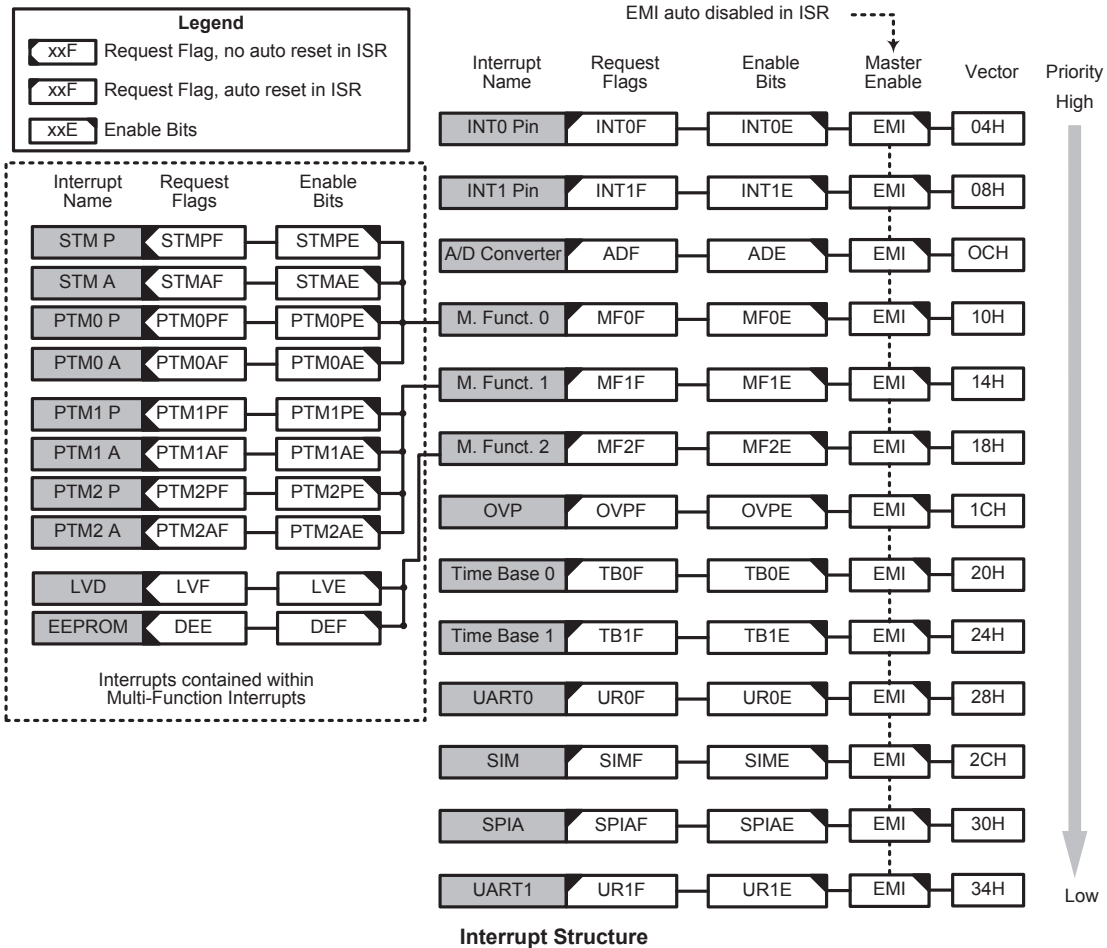 EMI auto disabled in ISR
Legend
xxF Request Flag, no auto reset in ISR
xxF Request Flag, auto reset in ISR
xxE Enable Bits
Interrupt Name Request Flags Enable Bits Master Enable Vector Priority
High
INT0 Pin INT0F INT0E EMI 04H
INT1 Pin INT1F INT1E EMI 08H
A/D Converter ADF ADE EMI OCH
M. Funct. 0 MF0F MF0E EMI 10H
M. Funct. 1 MF1F MF1E EMI 14H
M. Funct. 2 MF2F MF2E EMI 18H
OVP OVPF OVPE EMI 1CH
Time Base 0 TB0F TB0E EMI 20H
Time Base 1 TB1F TB1E EMI 24H
UART0 UR0F UR0E EMI 28H
SIM SIMF SIME EMI 2CH
SPIA SPIAF SPIAE EMI 30H
UART1 UR1F UR1E EMI 34H
Low
Interrupt Name Request Flags Enable Bits
STM P STMPF STMPE
STM A STMAF STMAE
PTM0 P PTM0PF PTM0PE
PTM0 A PTM0AF PTM0AE
PTM1 P PTM1PF PTM1PE
PTM1 A PTM1AF PTM1AE
PTM2 P PTM2PF PTM2PE
PTM2 A PTM2AF PTM2AE
LVD LVF LVE
EEPROM DEE DEF
Interrupts contained within
Multi-Function Interrupts
Interrupt Structure